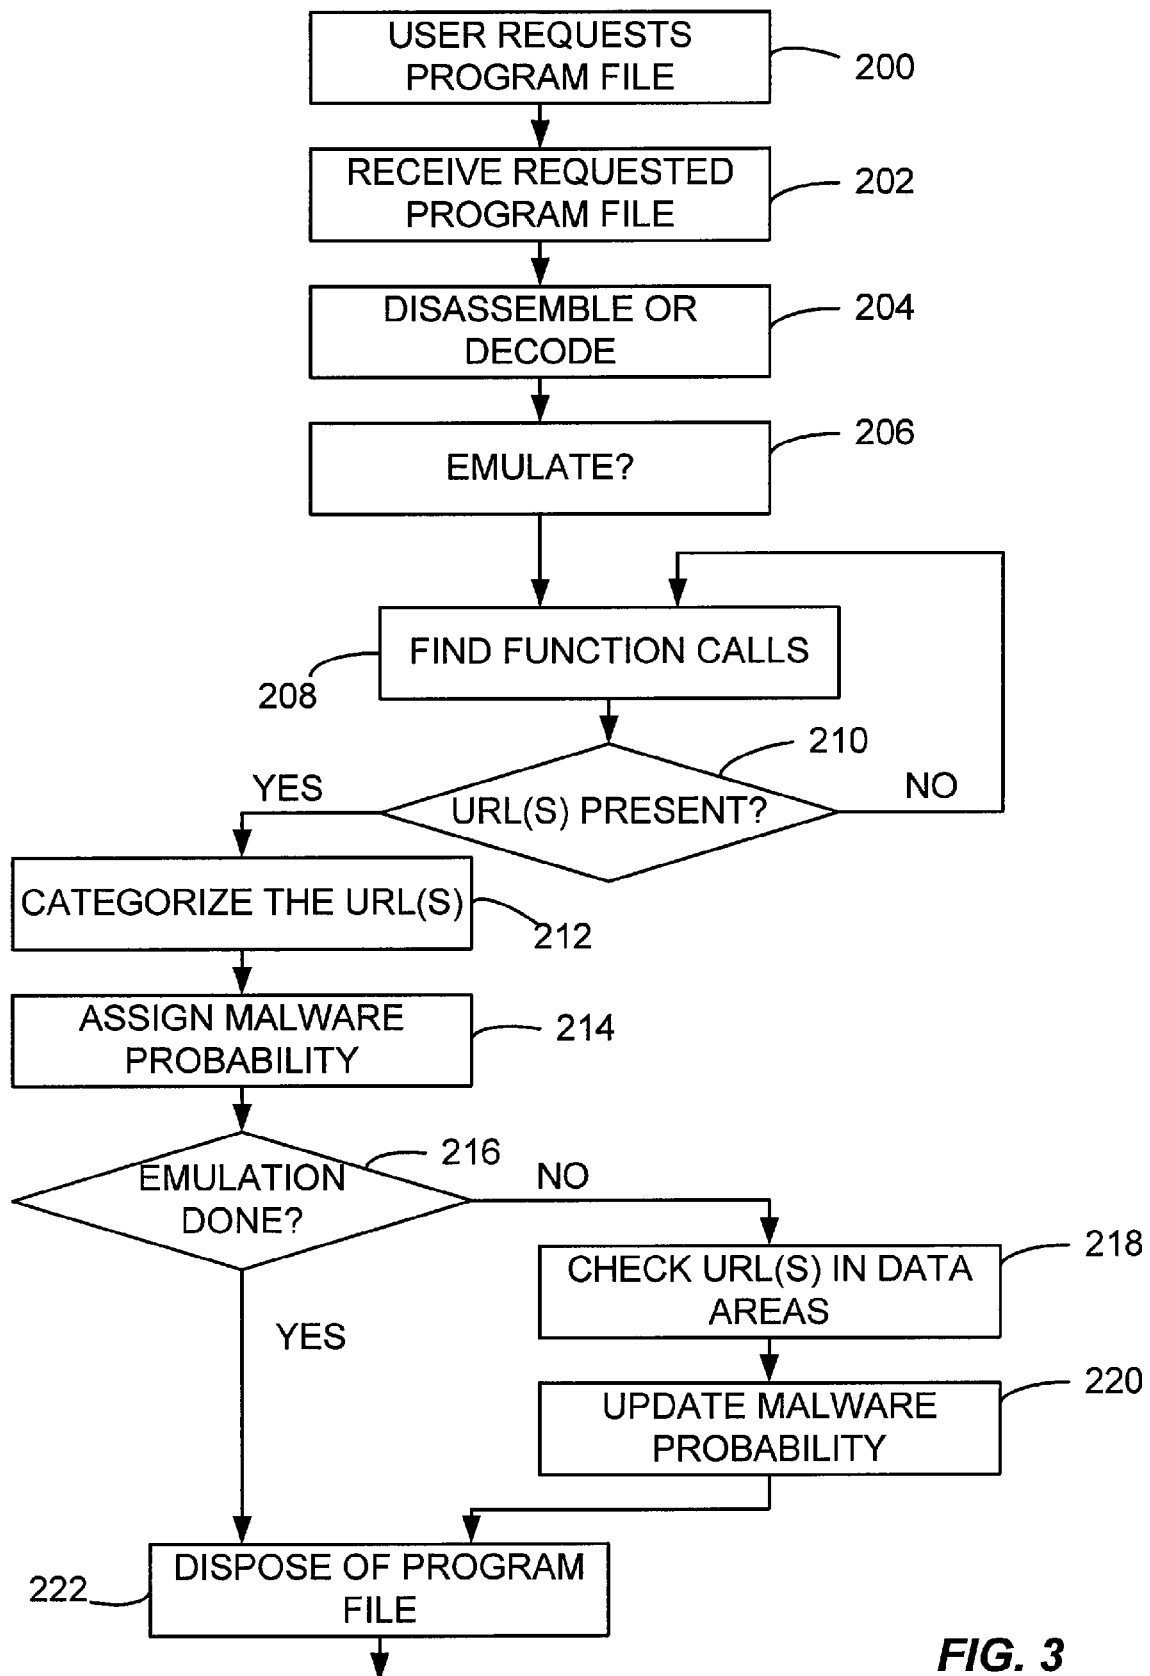 USER REQUESTS
PROGRAM FILE
200
RECEIVE REQUESTED
PROGRAM FILE
202
DISASSEMBLE OR
DECODE
204
EMULATE?
206
FIND FUNCTION CALLS
208
210
YES
URL(S) PRESENT?
NO
CATEGORIZE THE URL(S)
212
ASSIGN MALWARE
PROBABILITY
214
216
EMULATION
DONE?
NO
YES
CHECK URL(S) IN DATA
AREAS
218
UPDATE MALWARE
PROBABILITY
220
DISPOSE OF PROGRAM
FILE
222
FIG. 3